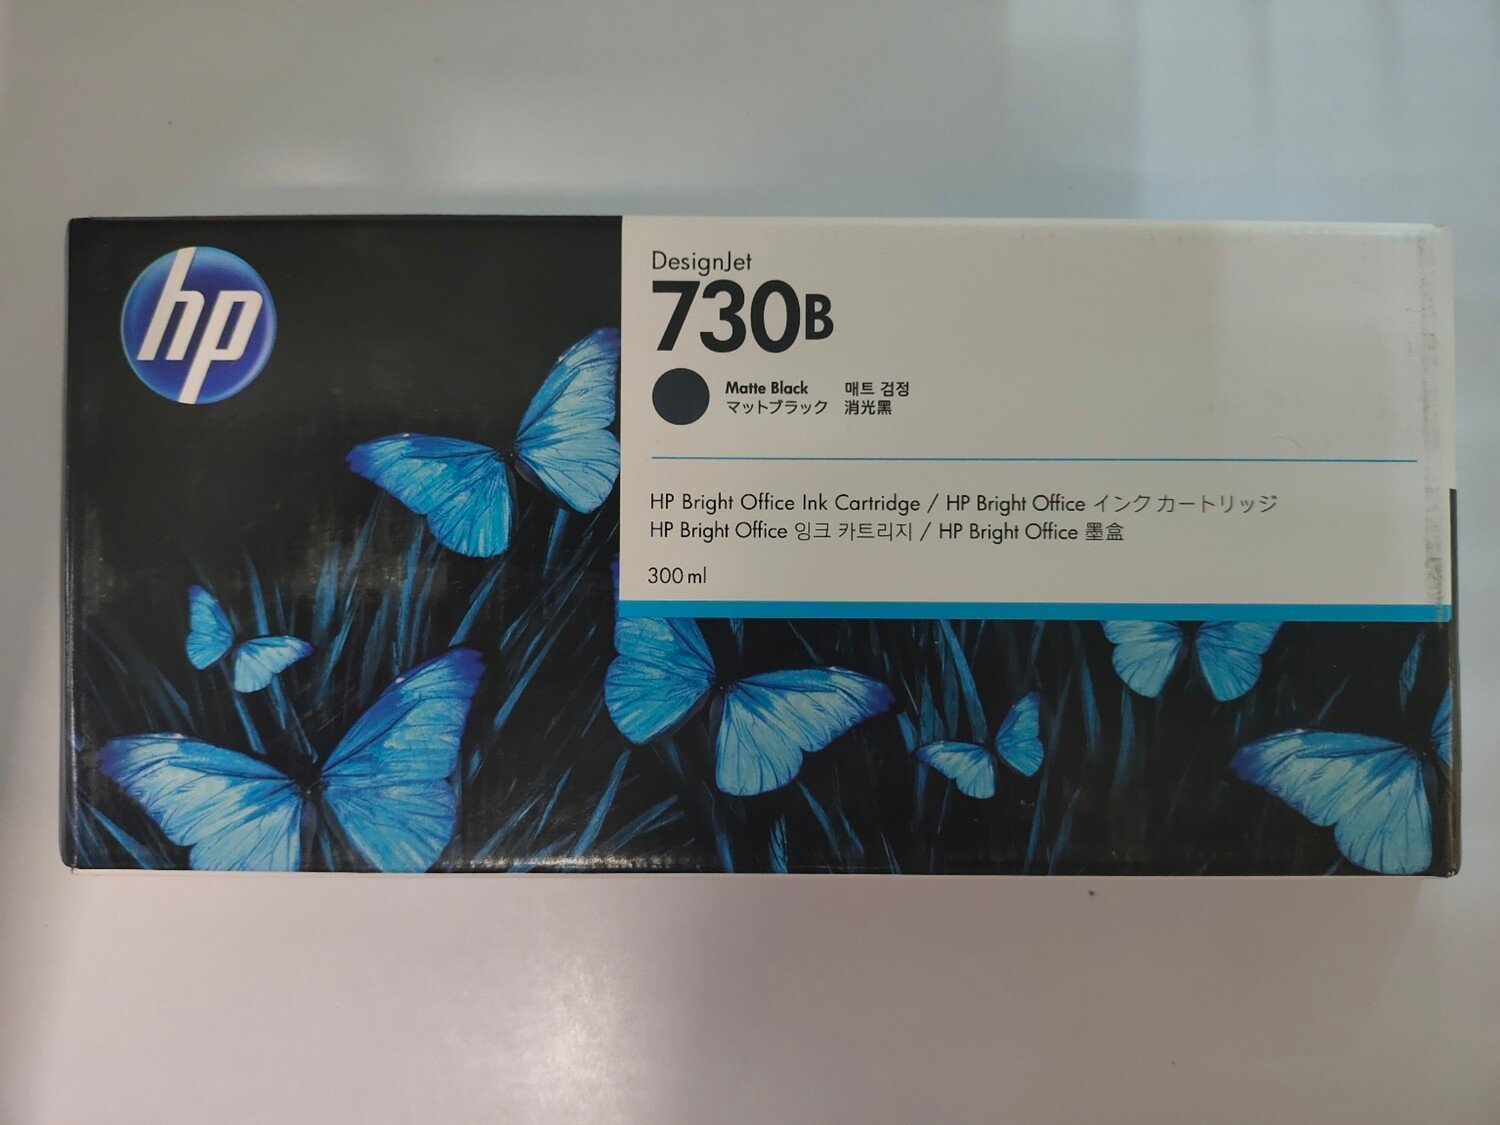 hp
DesignJet
730B
Matte Black 매트 검정
マットブラック 消光黑
HP Bright Office Ink Cartridge / HP Bright Office インク カートリッジ
HP Bright Office 잉크 카트리지 / HP Bright Office 墨盒
300 ml